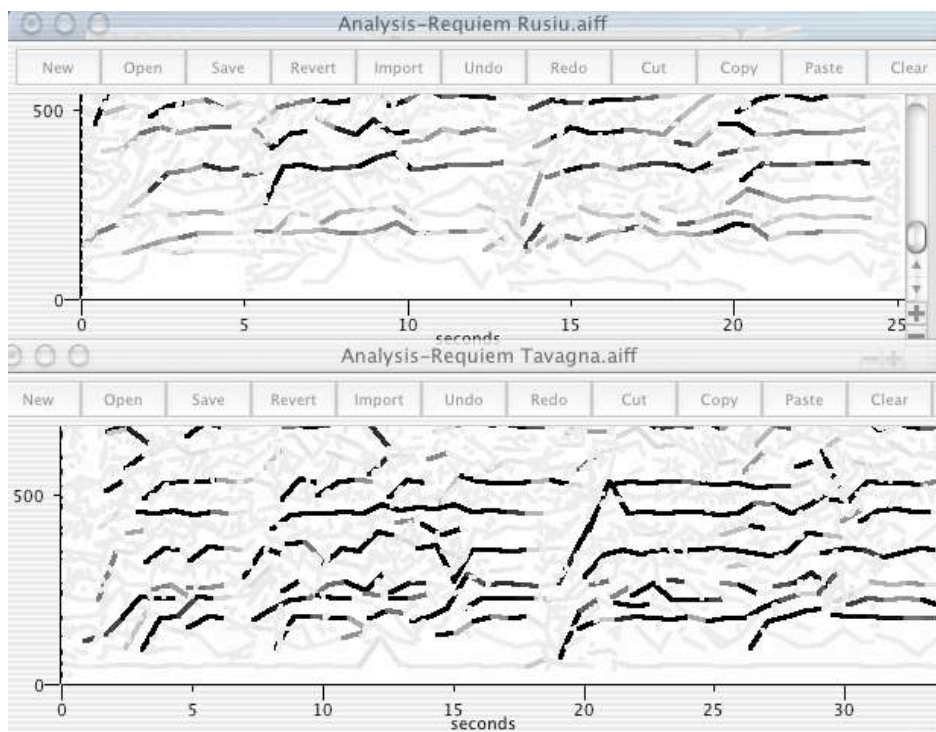 Analysis-Requiem Rusiu.aiff
New Open Save Revert Import Undo Redo Cut Copy Paste Clear
500
0
0 5 10 15 20 25
seconds
Analysis-Requiem Tavagna.aiff
New Open Save Revert Import Undo Redo Cut Copy Paste Clear
500
0
0 5 10 15 20 25 30
seconds